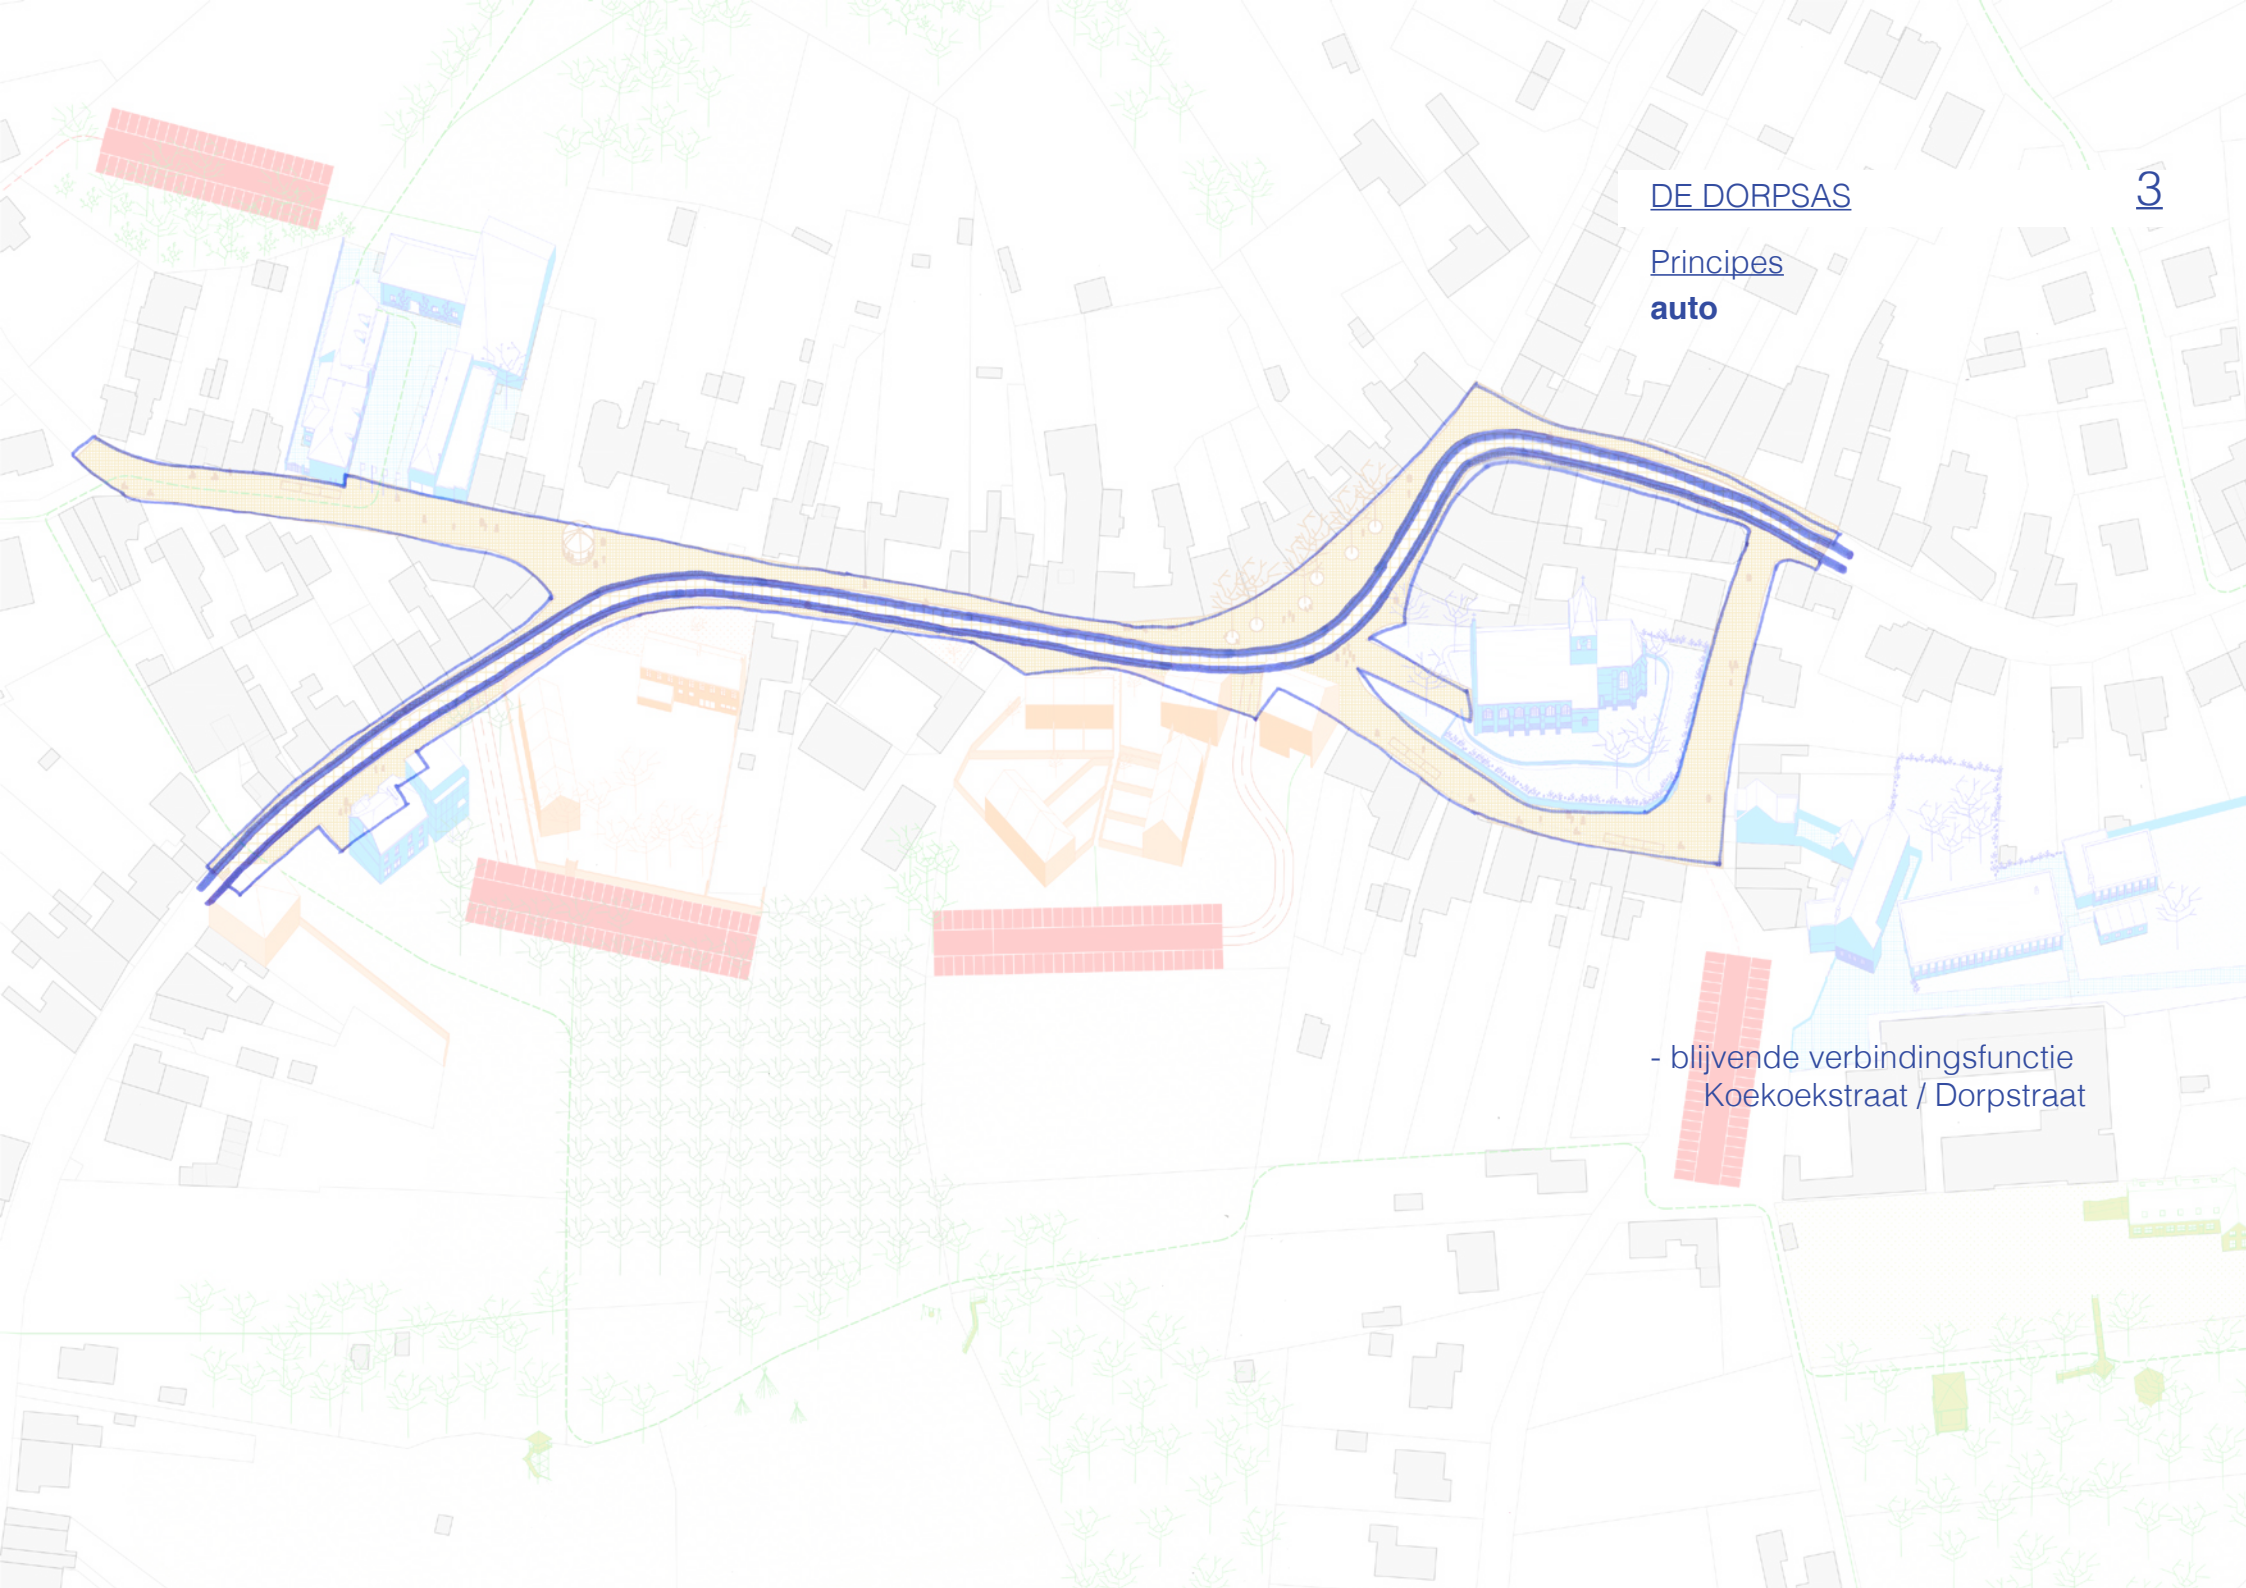 DE DORPSAS
3
Principes
auto
- blijvende verbindingsfunctie
Koekoekstraat / Dorpstraat